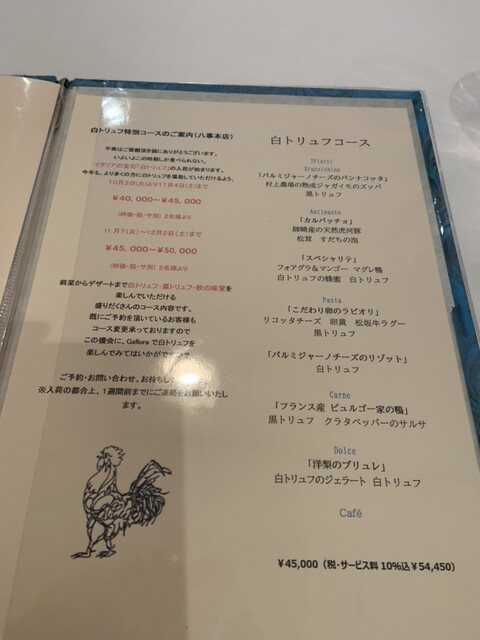 白トリュフ特別コースのご案内(八事本店)
平素はご愛顧頂き誠にありがとうございます。
いよいよこの時期しか食べられない、
イタリアの宝石「白トリュフ」の入荷が始まります。
今年も、より多くの方に白トリュフを堪能していただけるよう、
10月3日(火)より11月4日(土)まで
¥40,000～¥45,000
(時価・税・サ別) 2名様より
11月7(火)～12月2日(土)まで
¥45,000～¥50,000
(時価・税・サ別) 2名様より
前菜からデザートまで白トリュフ・黒トリュフ・秋の味覚を
楽しんでいただける
盛りだくさんのコース内容です。
既にご予約を頂いているお客様も
コース変更承っておりますので
この機会に、Galluraで白トリュフを
楽しんでみてはいかがですか?
ご予約・お問い合わせ、お待ちし
※入荷の都合上、1週間前までにご連絡をお願いいたし
ます。
白トリュフコース
Stuzzichino
「パルミジャーノチーズのパンナコッタ」
村上農場の熟成ジャガイモのズッパ
黒トリュフ
Antipasto
「カルパッチョ」
師崎産の天然虎河豚
松茸 すだちの泡
「スペシャリテ」
フォアグラ&マンゴー マグレ鴨
白トリュフの蜂蜜 白トリュフ
Pasta
「こだわり卵のラビオリ」
リコッタチーズ 卵黄 松坂牛ラグー
黒トリュフ
「パルミジャーノチーズのリゾット」
白トリュフ
Carne
「フランス産 ビュルゴー家の鴨」
黒トリュフ クラタペッパーのサルサ
Dolce
「洋梨のブリュレ」
白トリュフのジェラート 白トリュフ
Café
¥45,000(税・サービス料10%込¥54,450)